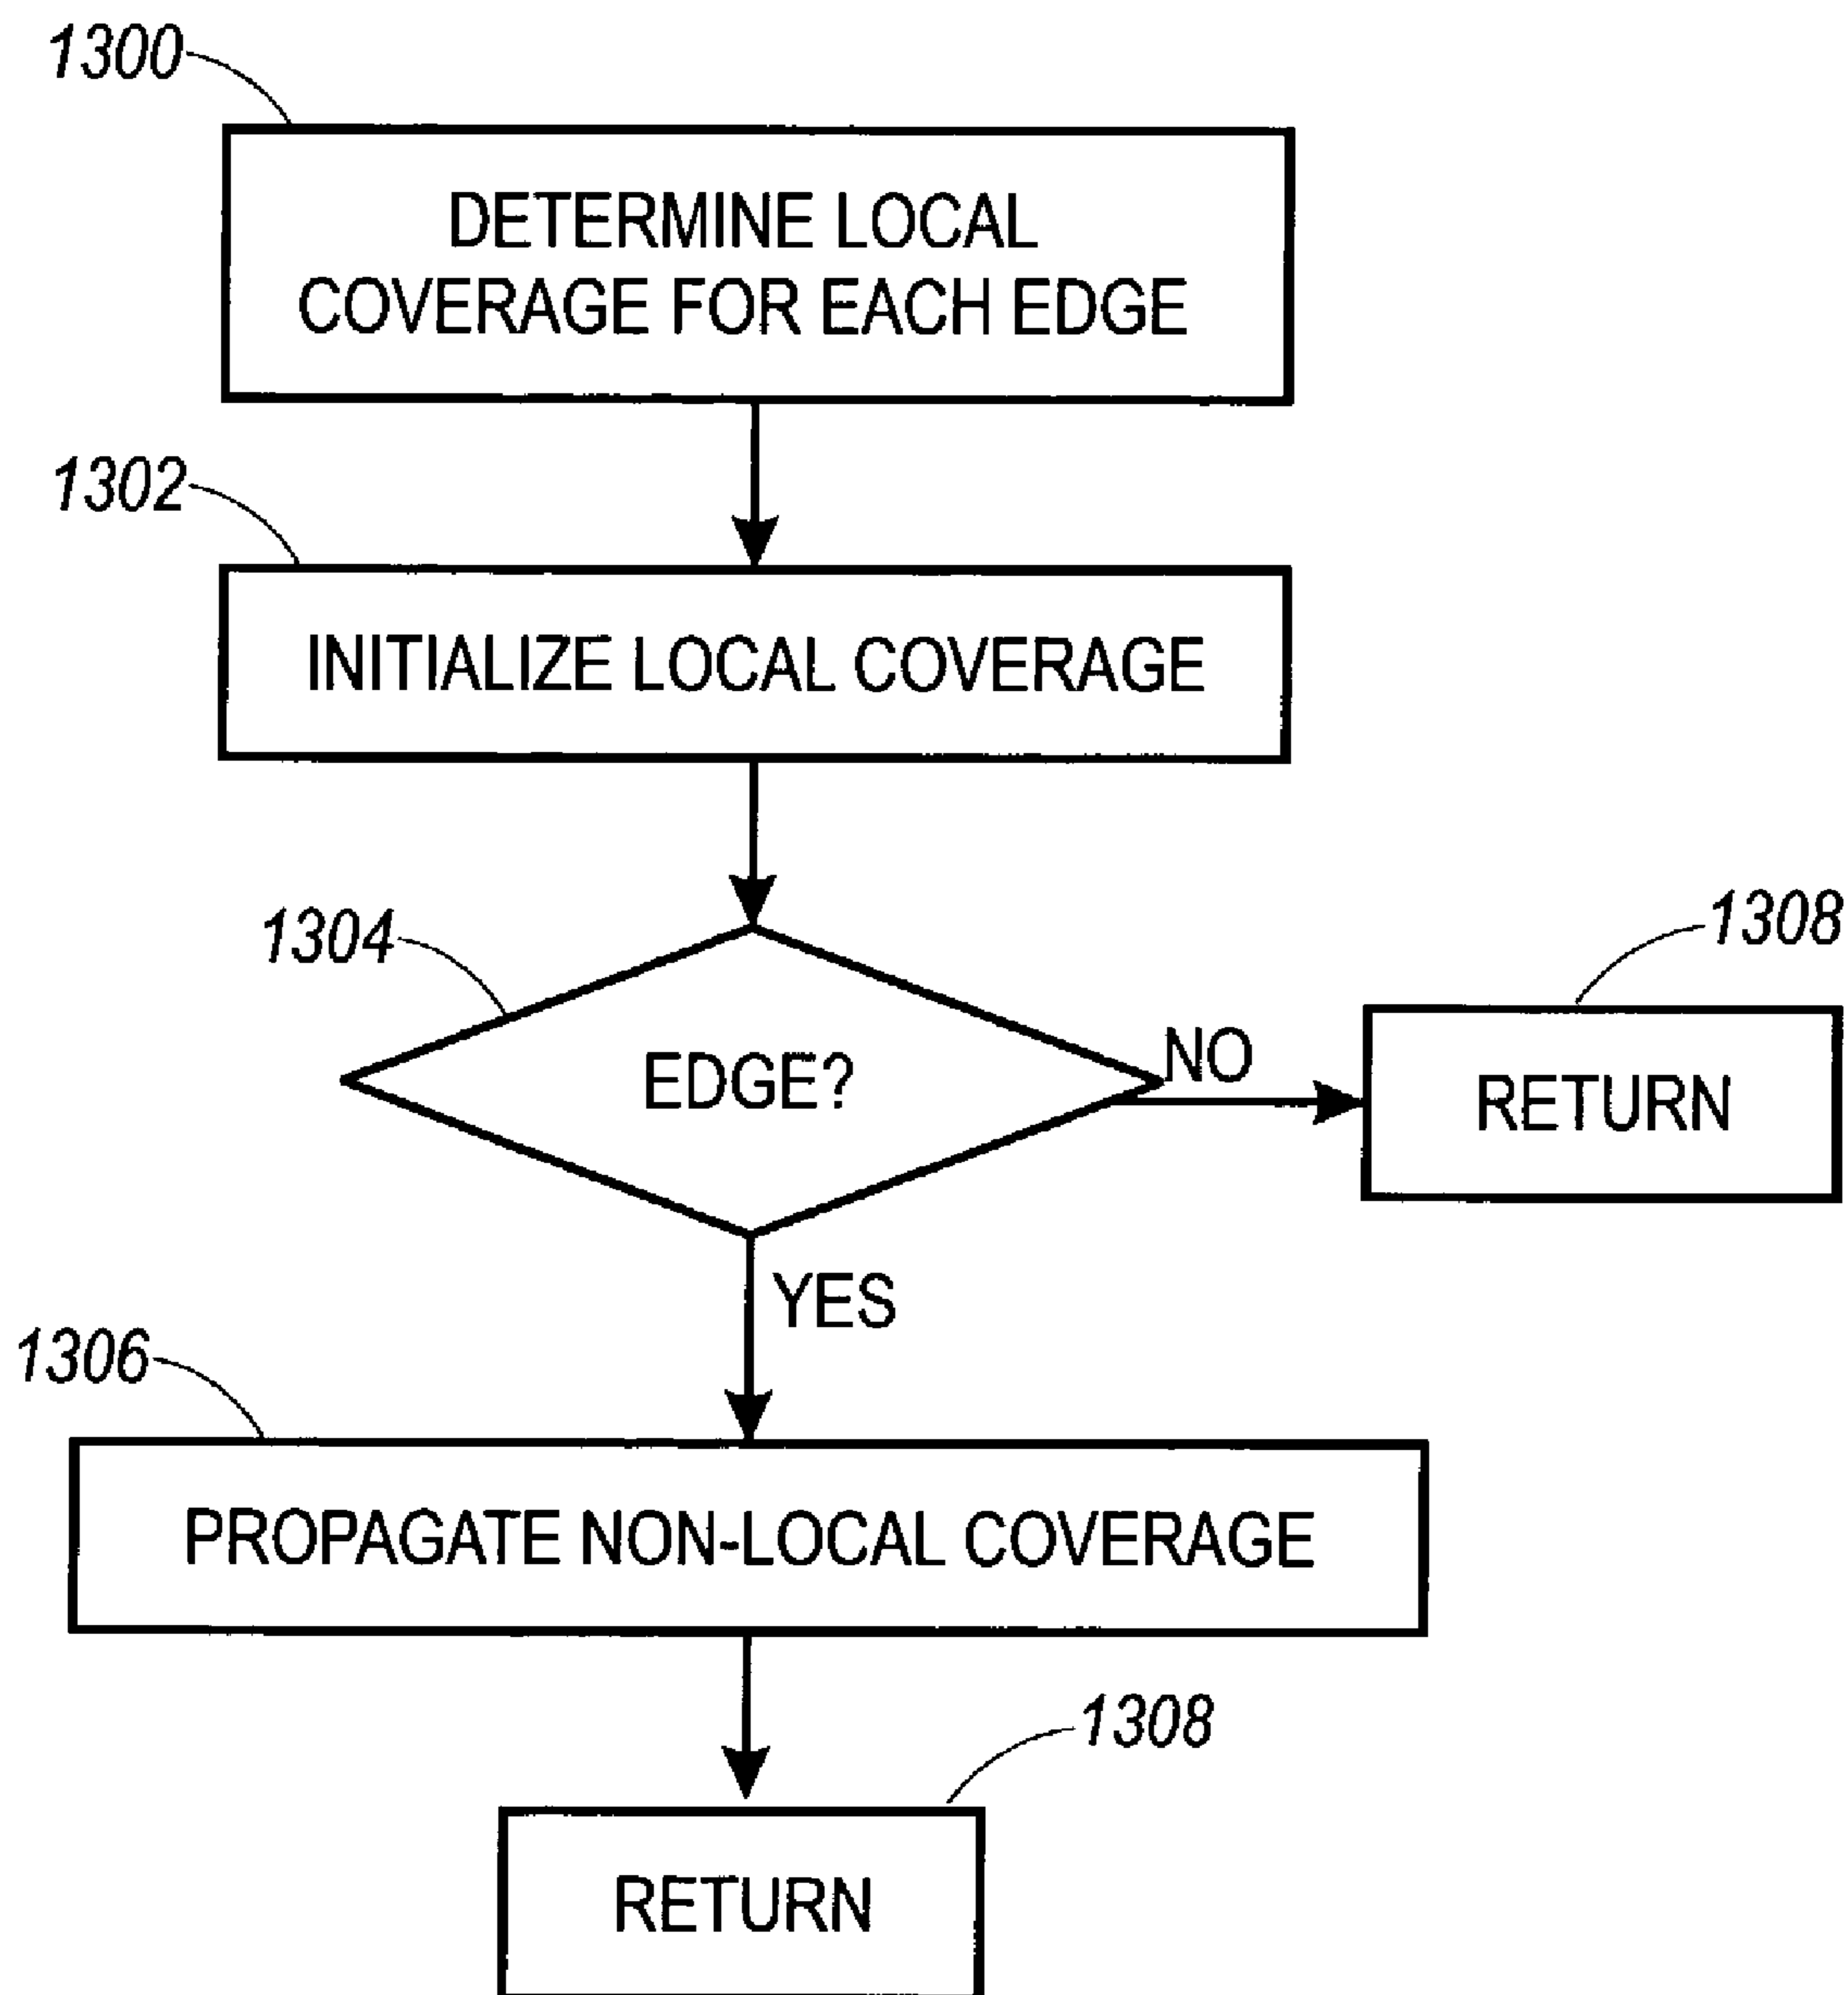 1300
DETERMINE LOCAL
COVERAGE FOR EACH EDGE
1302
INITIALIZE LOCAL COVERAGE
1304
EDGE?
NO
1308
RETURN
YES
1306
PROPAGATE NON-LOCAL COVERAGE
1308
RETURN